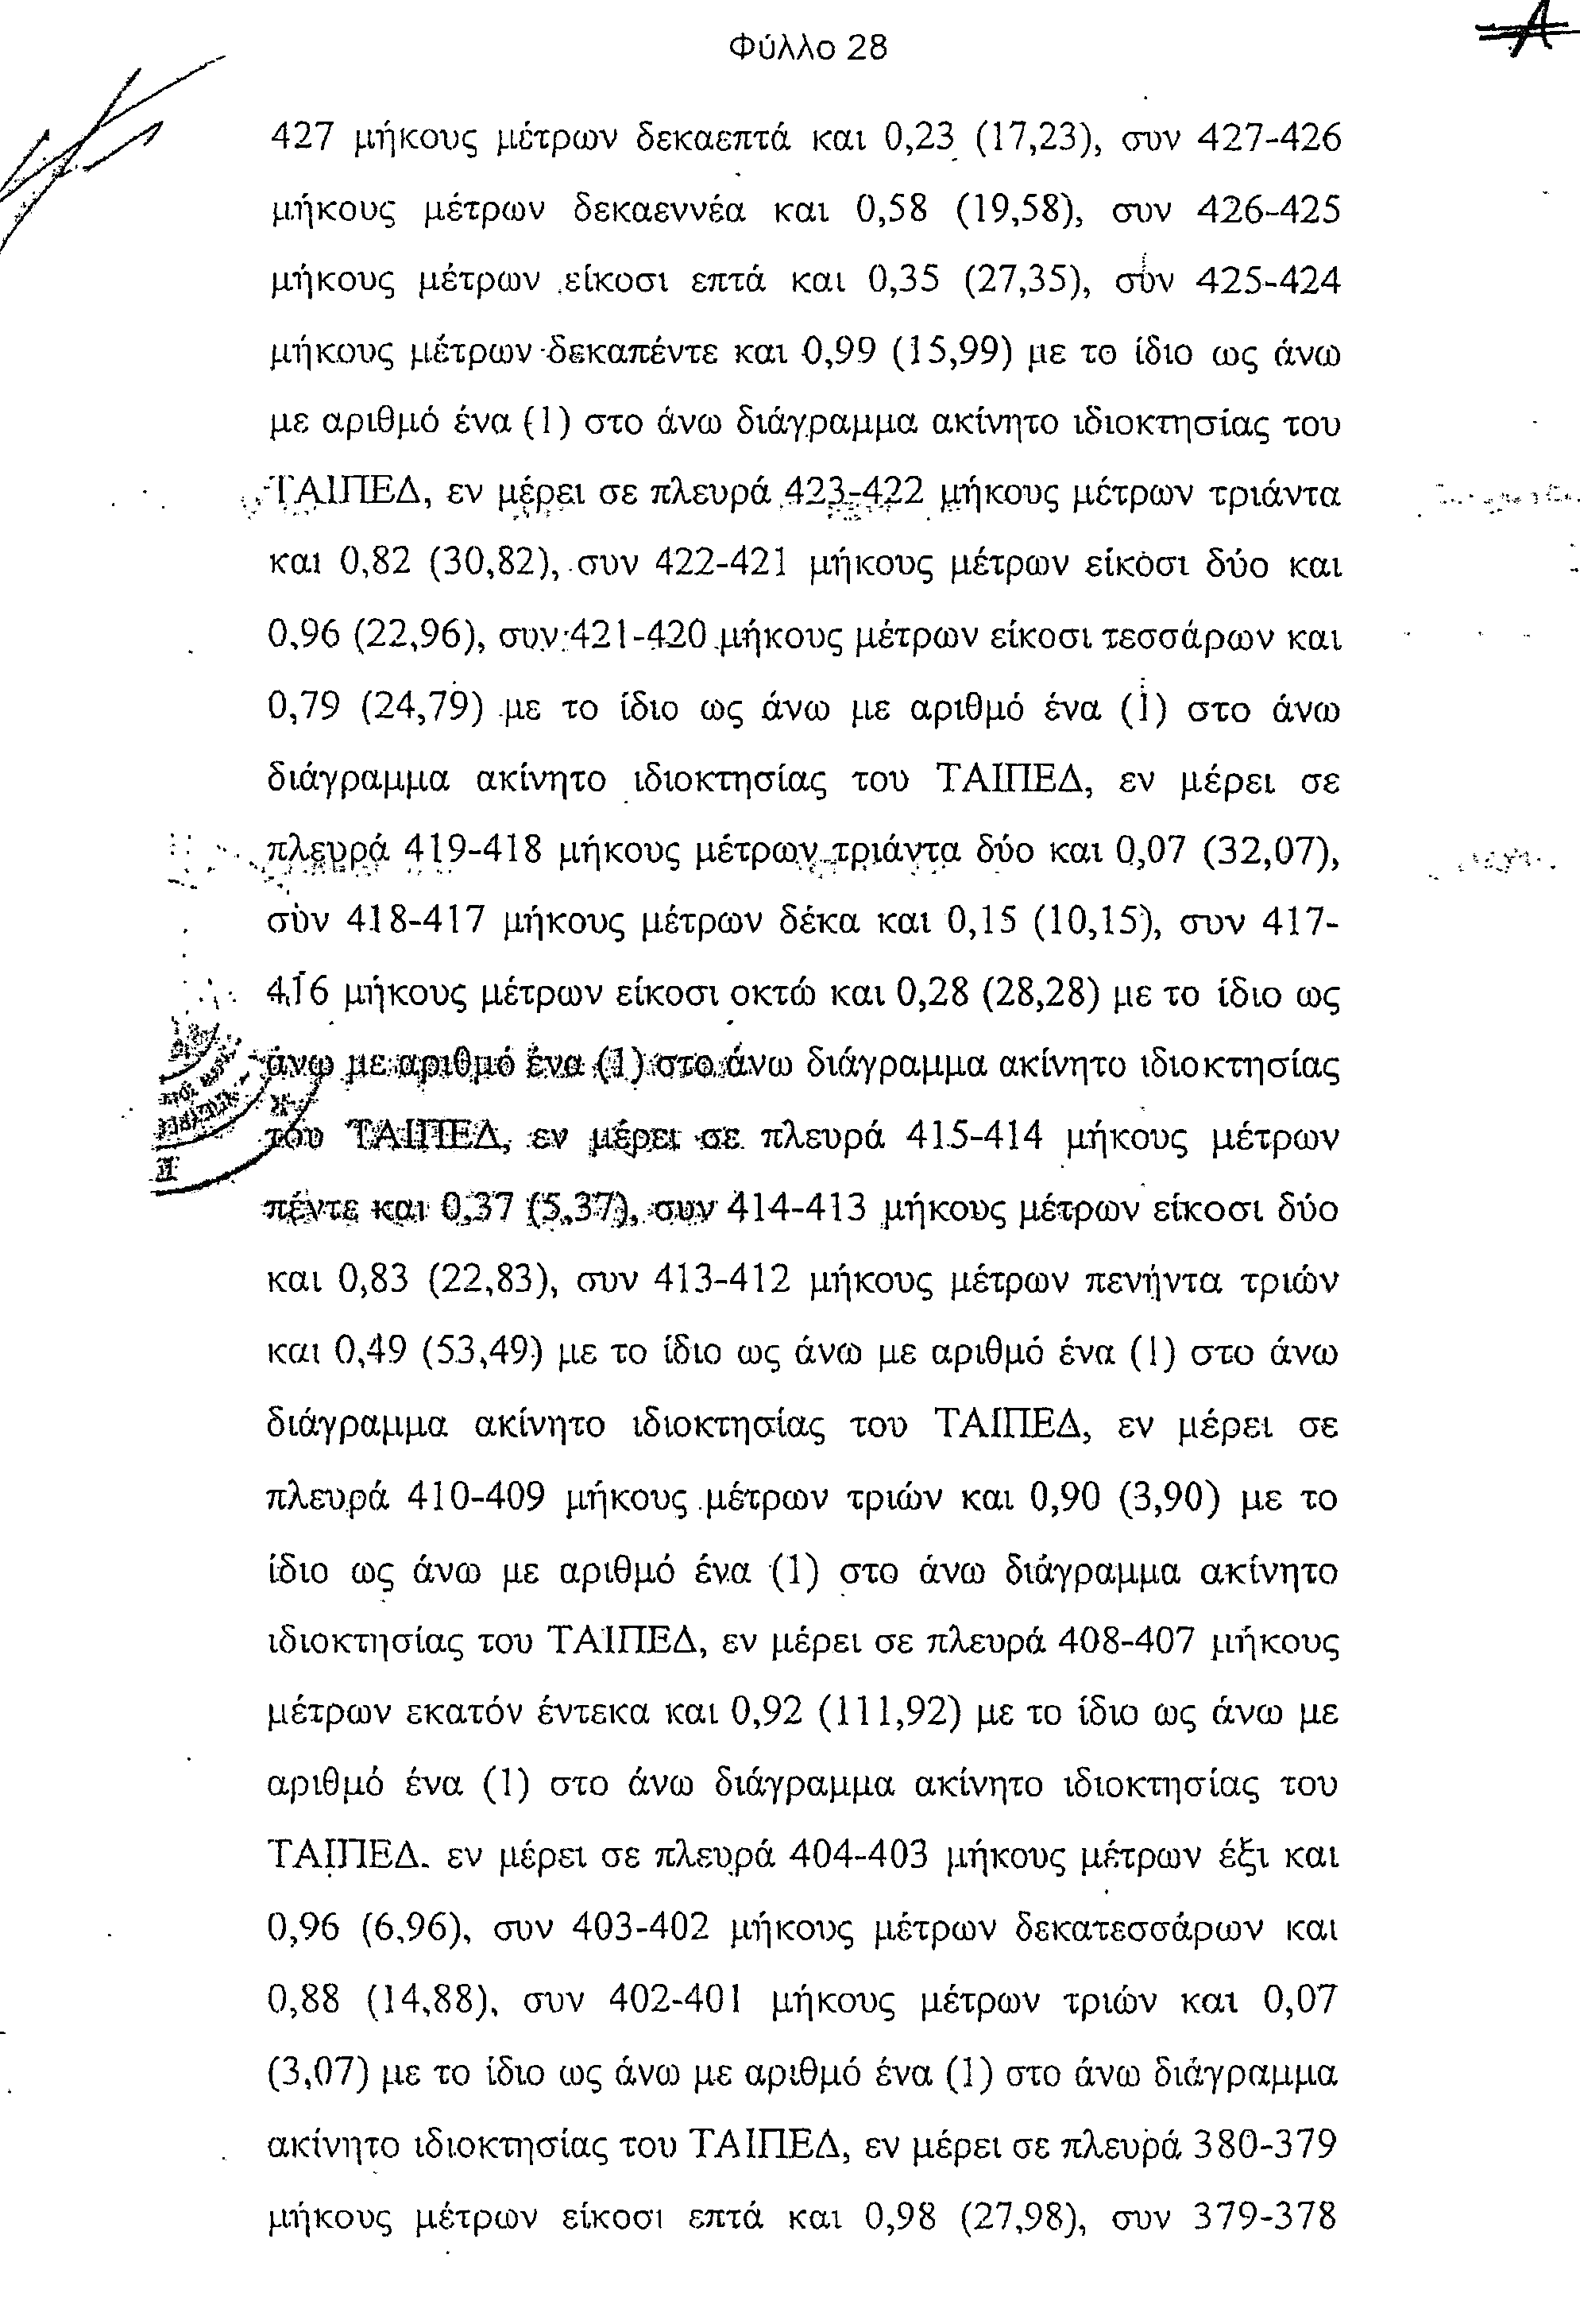 Φύλλο 28
427 μήκους μέτρων δεκαεπτά και 0,23 (17,23), συν 427-426
μήκους μέτρων δεκαεννέα και 0,58 (19,58), συν 426-425
μήκους μέτρων είκοσι επτά και 0,35 (27,35), συν 425-424
μήκους μέτρων δεκαπέντε και 0,99 (15,99) με το ίδιο ως άνω
με αριθμό ένα (1) στο άνω διάγραμμα ακίνητο ιδιοκτησίας του
ΤΑΙΠΕΔ, εν μέρει σε πλευρά 423-422 μήκους μέτρων τριάντα
και 0,82 (30,82), συν 422-421 μήκους μέτρων είκοσι δύο και
0,96 (22,96), συν 421-420 μήκους μέτρων είκοσι τεσσάρων και
0,79 (24,79) με το ίδιο ως άνω με αριθμό ένα (1) στο άνω
διάγραμμα ακίνητο ιδιοκτησίας του ΤΑΙΠΕΔ, εν μέρει σε
πλευρά 419-418 μήκους μέτρων τριάντα δύο και 0,07 (32,07),
συν 418-417 μήκους μέτρων δέκα και 0,15 (10,15), συν 417-
416 μήκους μέτρων είκοσι οκτώ και 0,28 (28,28) με το ίδιο ως
άνω με αριθμό ένα (1) στο άνω διάγραμμα ακίνητο ιδιοκτησίας
του ΤΑΙΠΕΔ, εν μέρει σε πλευρά 415-414 μήκους μέτρων
πέντε και 0,37 (5,37), συν 414-413 μήκους μέτρων είκοσι δύο
και 0,83 (22,83), συν 413-412 μήκους μέτρων πενήντα τριών
και 0,49 (53,49) με το ίδιο ως άνω με αριθμό ένα (1) στο άνω
διάγραμμα ακίνητο ιδιοκτησίας του ΤΑΙΠΕΔ, εν μέρει σε
πλευρά 410-409 μήκους μέτρων τριών και 0,90 (3,90) με το
ίδιο ως άνω με αριθμό ένα (1) στο άνω διάγραμμα ακίνητο
ιδιοκτησίας του ΤΑΙΠΕΔ, εν μέρει σε πλευρά 408-407 μήκους
μέτρων εκατόν έντεκα και 0,92 (111,92) με το ίδιο ως άνω με
αριθμό ένα (1) στο άνω διάγραμμα ακίνητο ιδιοκτησίας του
ΤΑΙΠΕΔ, εν μέρει σε πλευρά 404-403 μήκους μέτρων έξι και
0,96 (6,96), συν 403-402 μήκους μέτρων δεκατεσσάρων και
0,88 (14,88), συν 402-401 μήκους μέτρων τριών και 0,07
(3,07) με το ίδιο ως άνω με αριθμό ένα (1) στο άνω διάγραμμα
ακίνητο ιδιοκτησίας του ΤΑΙΠΕΔ, εν μέρει σε πλευρά 380-379
μήκους μέτρων είκοσι επτά και 0,98 (27,98), συν 379-378